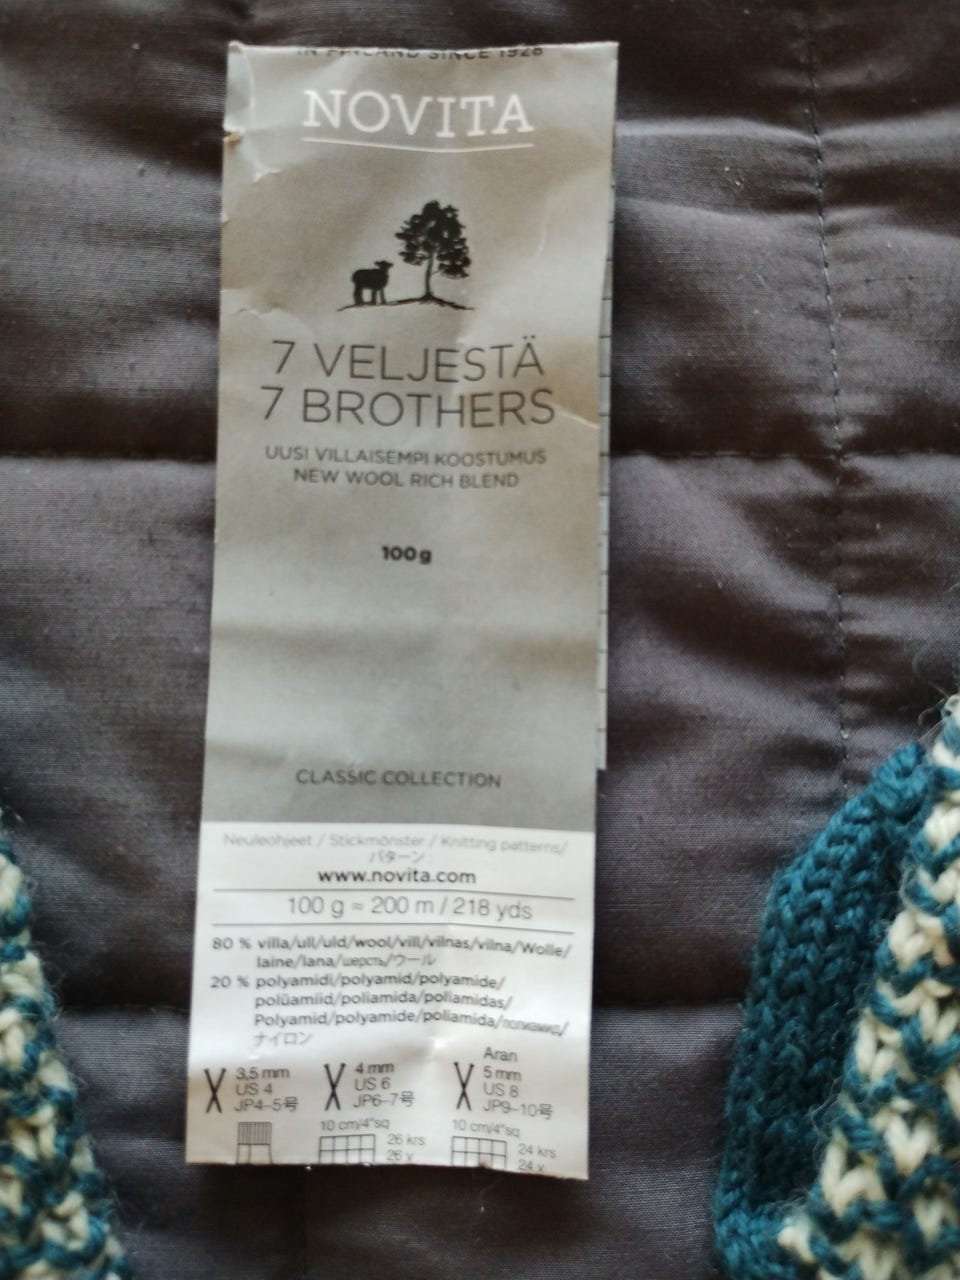 IN FINLAND SINCE 1928
NOVITA
7 VELJESTÄ
7 BROTHERS
UUSI VILLAISEMPI KOOSTUMUS
NEW WOOL RICH BLEND
100 g
CLASSIC COLLECTION
Neuleohjeet / Stickmönster / Knitting patterns/
パターン :
www.novita.com
100 g ≈ 200 m / 218 yds
80 % villa/ull/uld/wool/vill/vilnas/vilna/Wolle/
laine/lana/шерсть/ウール
20 % polyamidi/polyamid/polyamide/
polüamiid/poliamida/poliamidas/
Polyamid/polyamide/poliamida/полиамид/
ナイロン
Aran
3,5 mm 4 mm 5 mm
US 4 US 6 US 8
JP4–5号 JP6–7号 JP9–10号
10 cm/4"sq 10 cm/4"sq
26 krs 24 krs
26 v 24 v